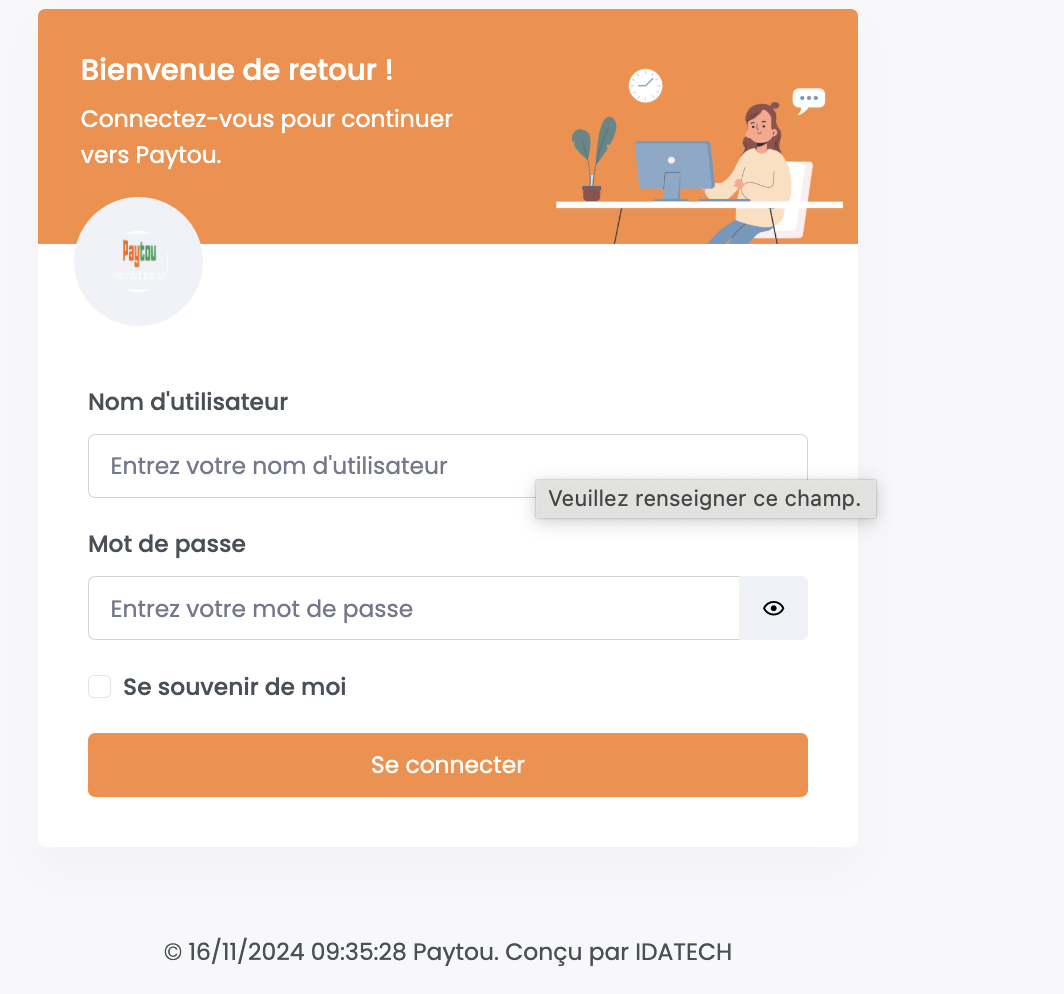 Bienvenue de retour !
Connectez-vous pour continuer
vers Paytou.
Paytou
Nom d'utilisateur
Entrez votre nom d'utilisateur
Veuillez renseigner ce champ.
Mot de passe
Entrez votre mot de passe
Se souvenir de moi
Se connecter
© 16/11/2024 09:35:28 Paytou. Conçu par IDATECH